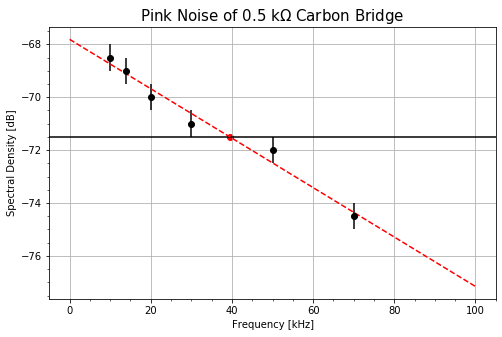 Pink Noise of 0.5 kΩ Carbon Bridge
−68
−70
−72
−74
−76
Spectral Density [dB]
0 20 40 60 80 100
Frequency [kHz]